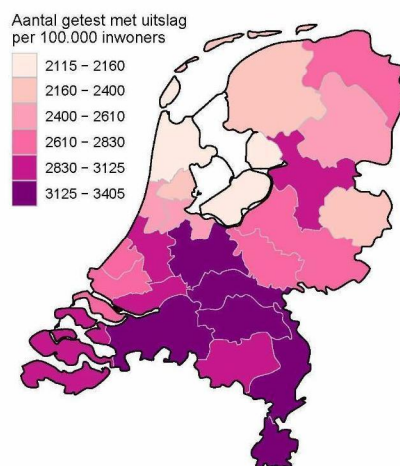 Aantal getest met uitslag
per 100.000 inwoners
2115 – 2160
2160 – 2400
2400 – 2610
2610 – 2830
2830 – 3125
3125 – 3405